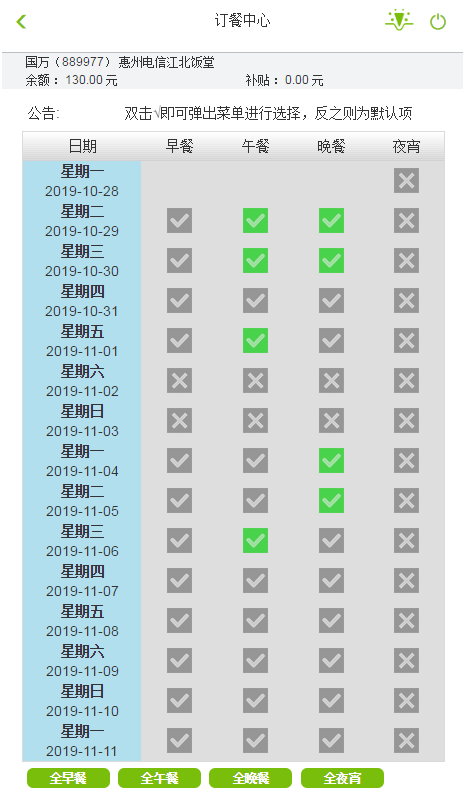 订餐中心
国万（889977） 惠州电信江北饭堂
余额： 130.00 元 补贴： 0.00 元
公告: 双击√即可弹出菜单进行选择，反之则为默认项
日期 早餐 午餐 晚餐 夜宵
星期一
2019-10-28
星期二
2019-10-29
星期三
2019-10-30
星期四
2019-10-31
星期五
2019-11-01
星期六
2019-11-02
星期日
2019-11-03
星期一
2019-11-04
星期二
2019-11-05
星期三
2019-11-06
星期四
2019-11-07
星期五
2019-11-08
星期六
2019-11-09
星期日
2019-11-10
星期一
2019-11-11
全早餐 全午餐 全晚餐 全夜宵